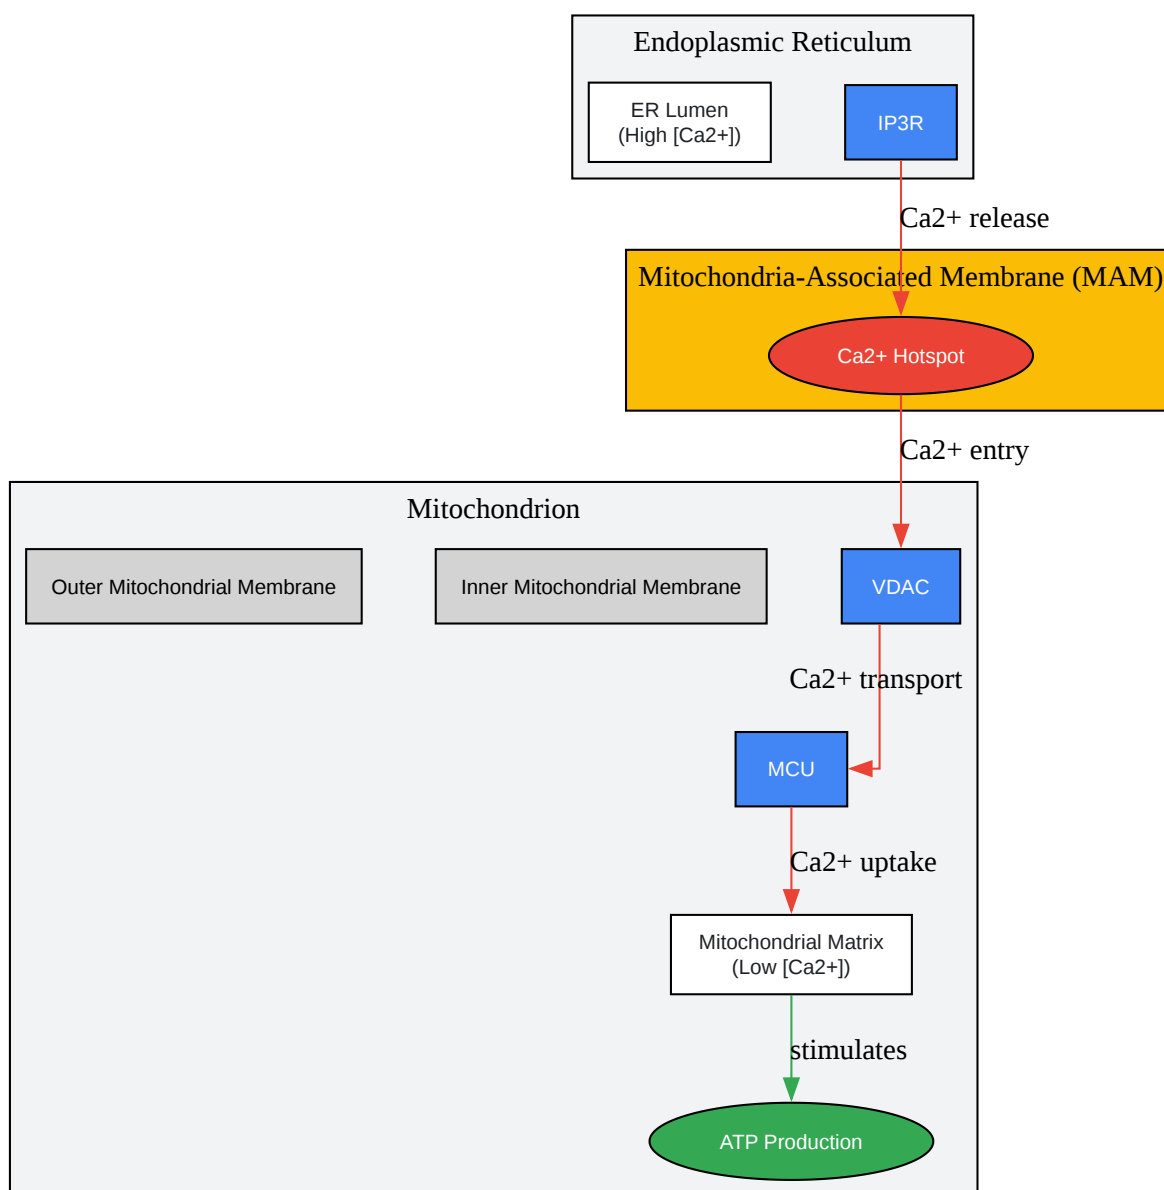 Endoplasmic Reticulum
ER Lumen
(High [Ca2+])
IP3R
Ca2+ release
Mitochondria-Associated Membrane (MAM)
Ca2+ Hotspot
Ca2+ entry
Mitochondrion
Outer Mitochondrial Membrane
Inner Mitochondrial Membrane
VDAC
Ca2+ transport
MCU
Ca2+ uptake
Mitochondrial Matrix
(Low [Ca2+])
stimulates
ATP Production